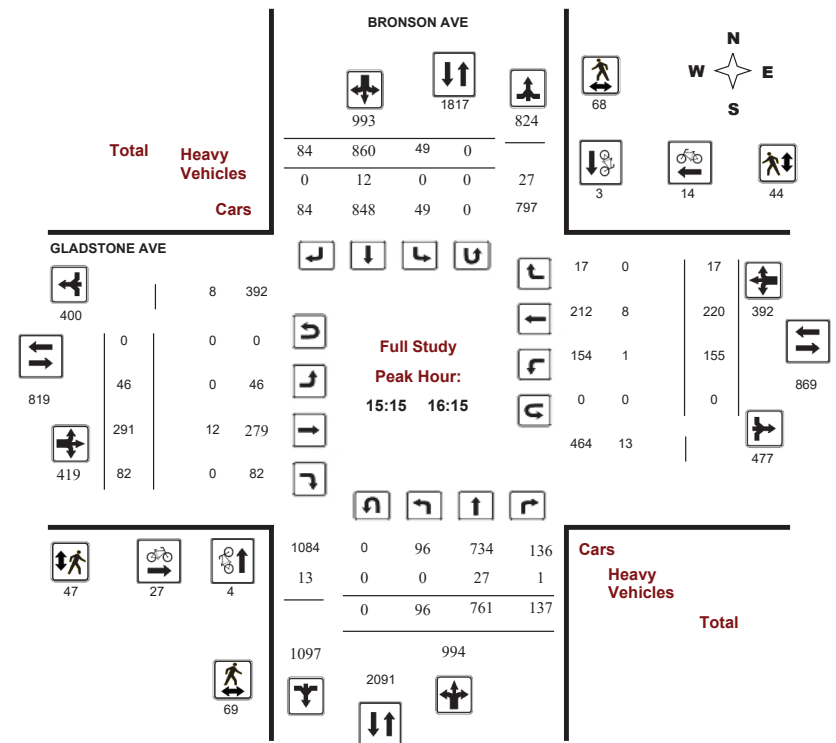 BRONSON AVE
N
W E
S
1817
68
993 824
Total Heavy Vehicles
84 860 49 0
0 12 0 0 27
Cars 84 848 49 0 797
3 14 44
GLADSTONE AVE
400
8 392
819
0 0 0
46 0 46
291 12 279
419 82 0 82
Full Study
Peak Hour:
15:15 16:15
17 0 17
212 8 220 392
154 1 155
869
0 0 0
464 13
477
1084 0 96 734 136
13 0 0 27 1
0 96 761 137
1097 994
2091
Cars
Heavy
Vehicles
Total
47 27 4
69